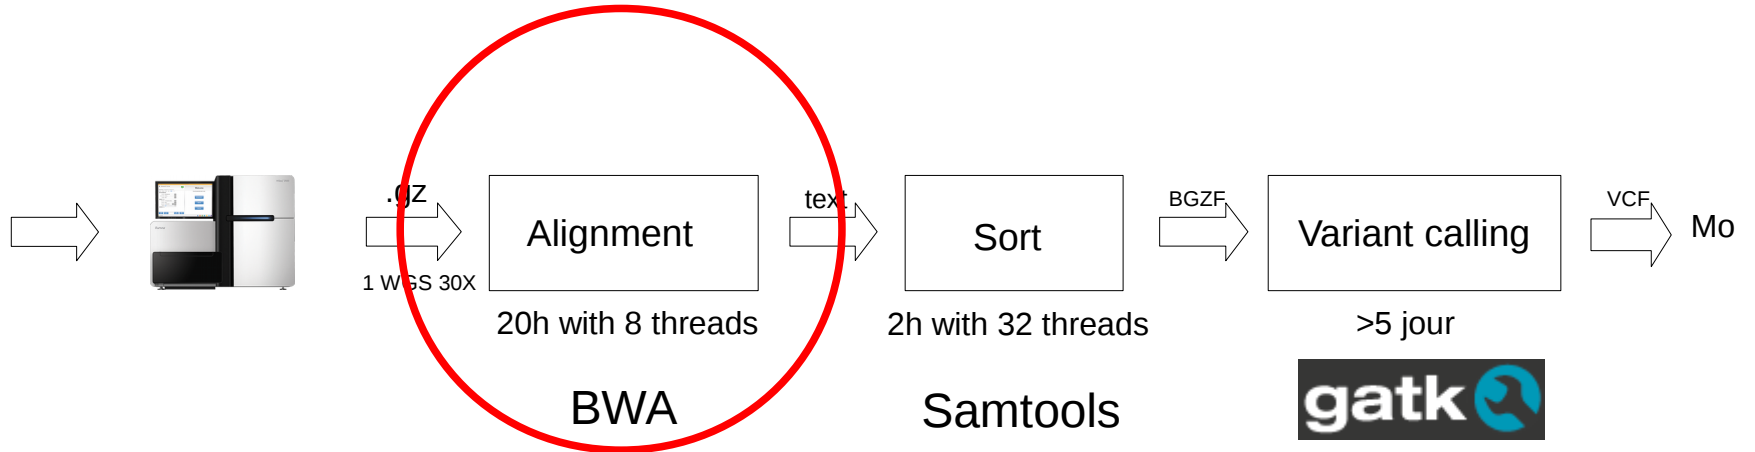 .gz
1 WGS 30X
Alignment
20h with 8 threads
BWA
text
Sort
2h with 32 threads
Samtools
BGZF
Variant calling
>5 jour
gatk
VCF
Mo